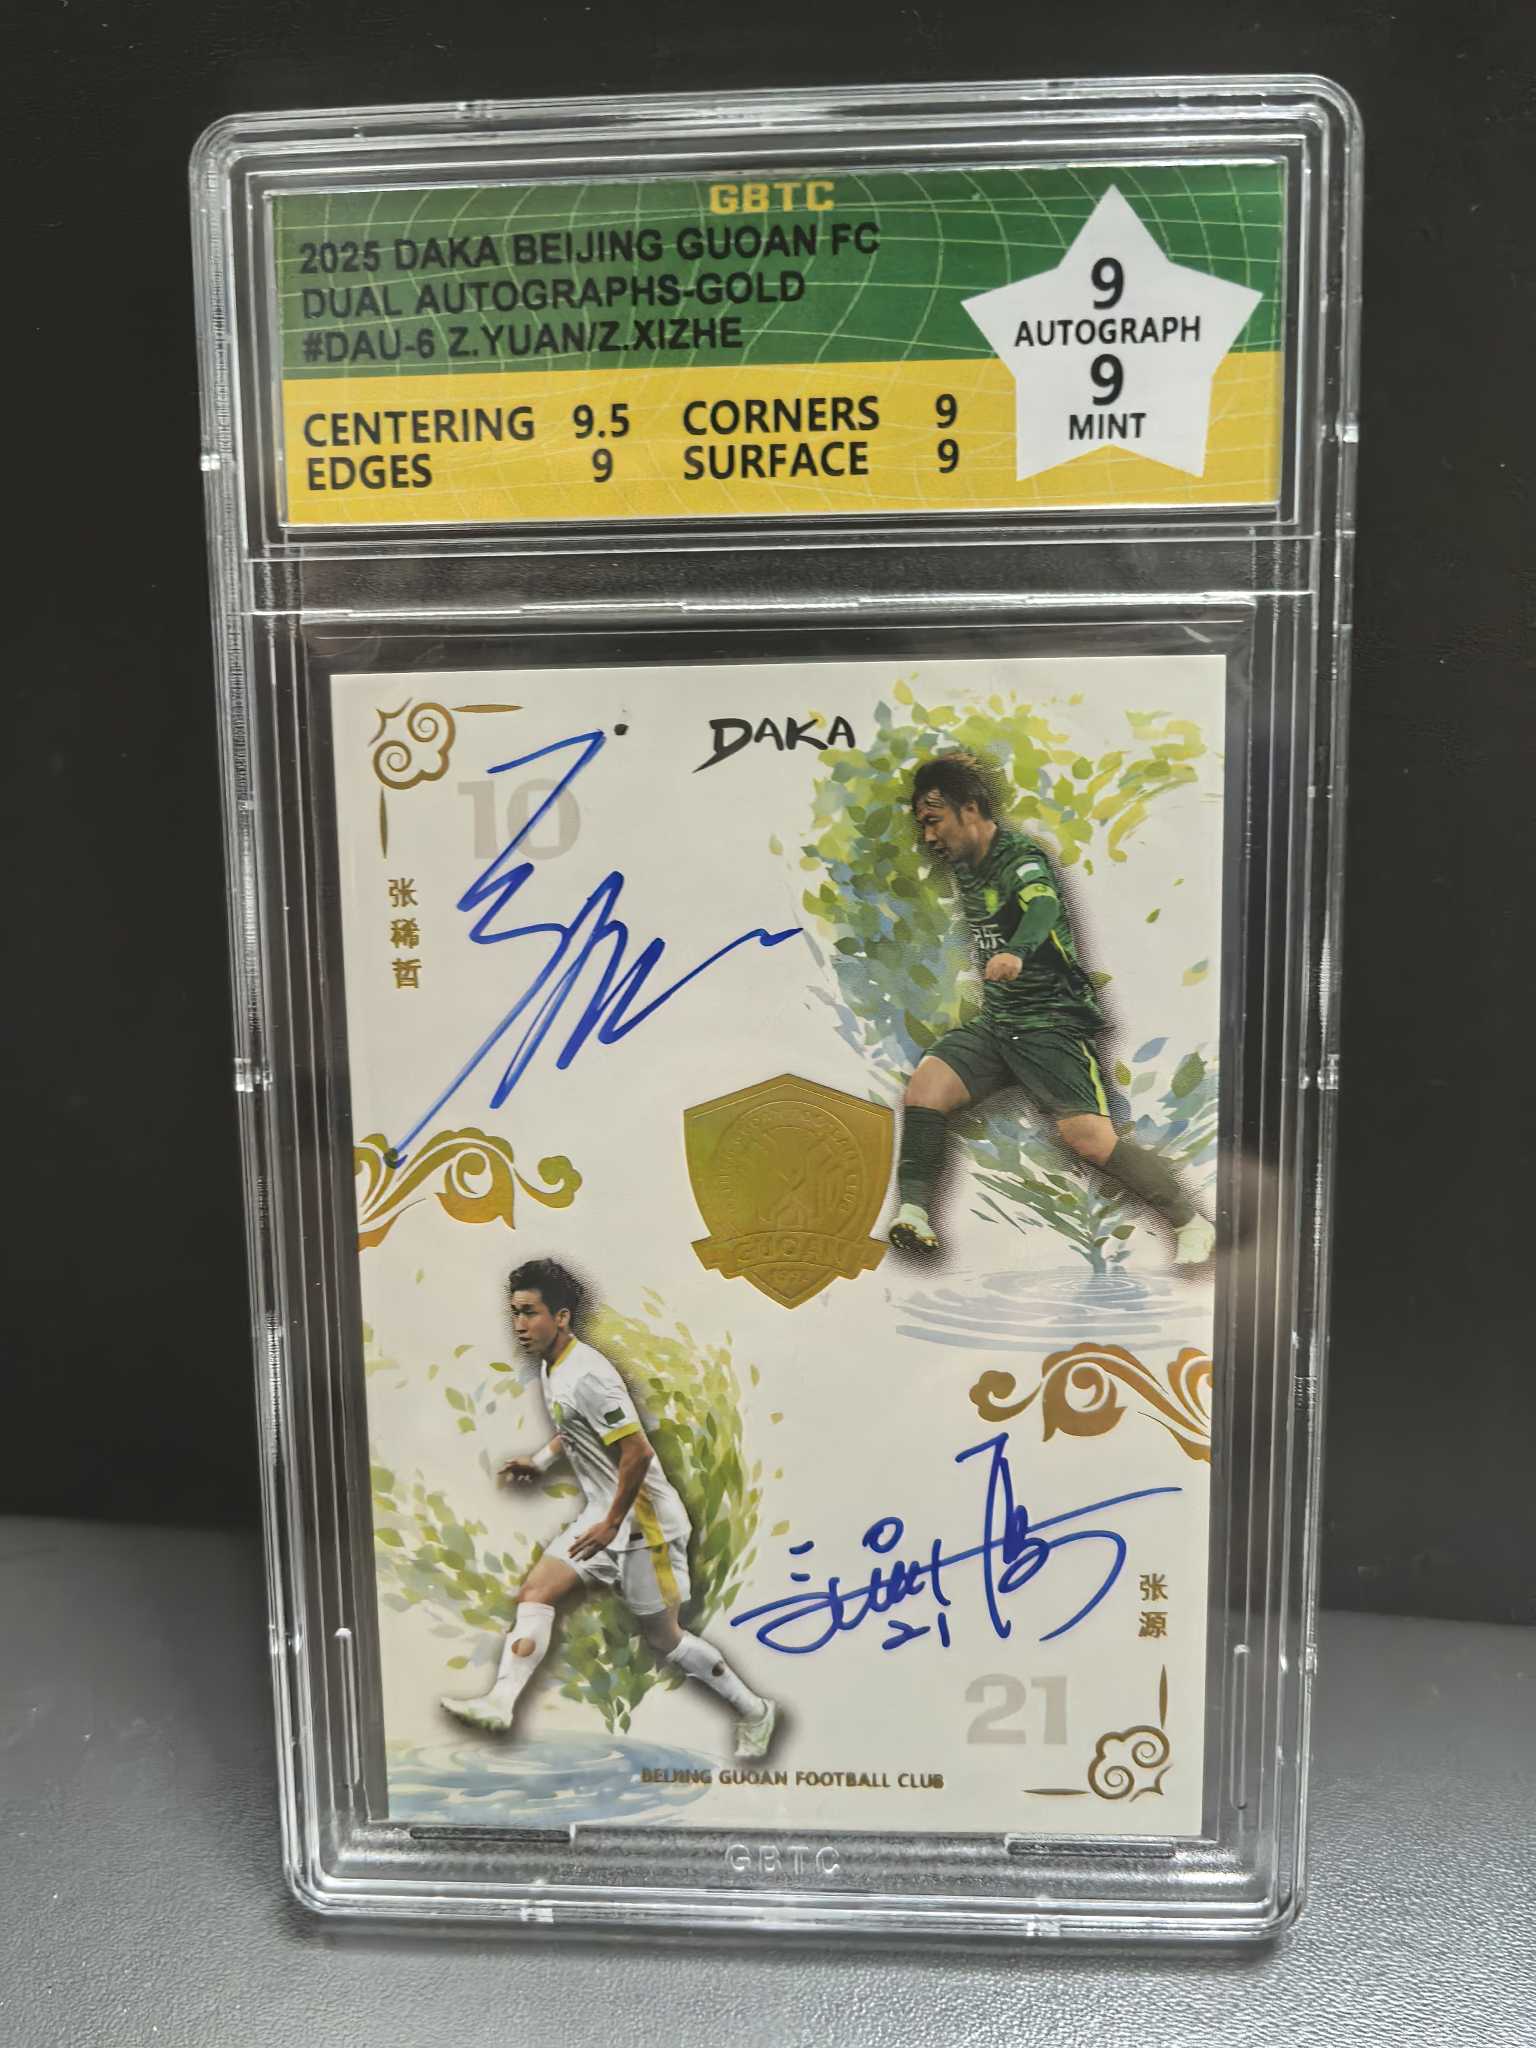 GBTC
2025 DAKA BEIJING GUOAN FC
DUAL AUTOGRAPHS-GOLD
#DAU-6 Z.YUAN/Z.XIZHE
9
AUTOGRAPH
9
MINT
CENTERING 9.5 CORNERS 9
EDGES 9 SURFACE 9
DAKA
10
张稀哲
GUOAN
21
张源
21
BEIJING GUOAN FOOTBALL CLUB
GBTC